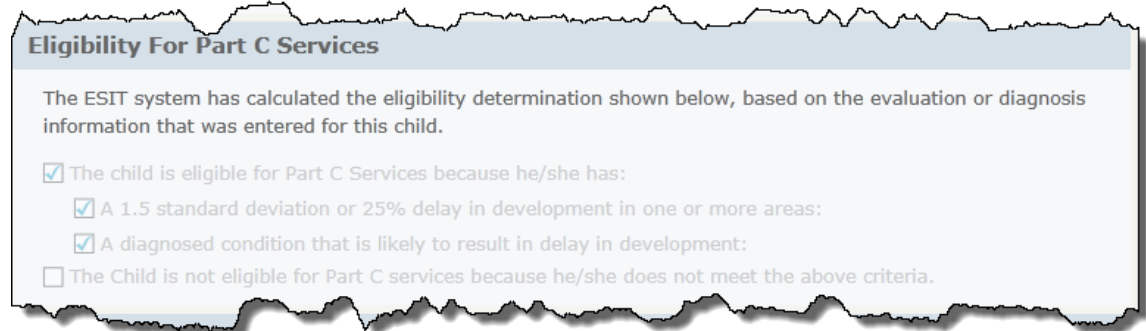 Eligibility For Part C Services
The ESIT system has calculated the eligibility determination shown below, based on the evaluation or diagnosis
information that was entered for this child.
The child is eligible for Part C Services because he/she has:
A 1.5 standard deviation or 25% delay in development in one or more areas:
A diagnosed condition that is likely to result in delay in development:
The Child is not eligible for Part C services because he/she does not meet the above criteria.